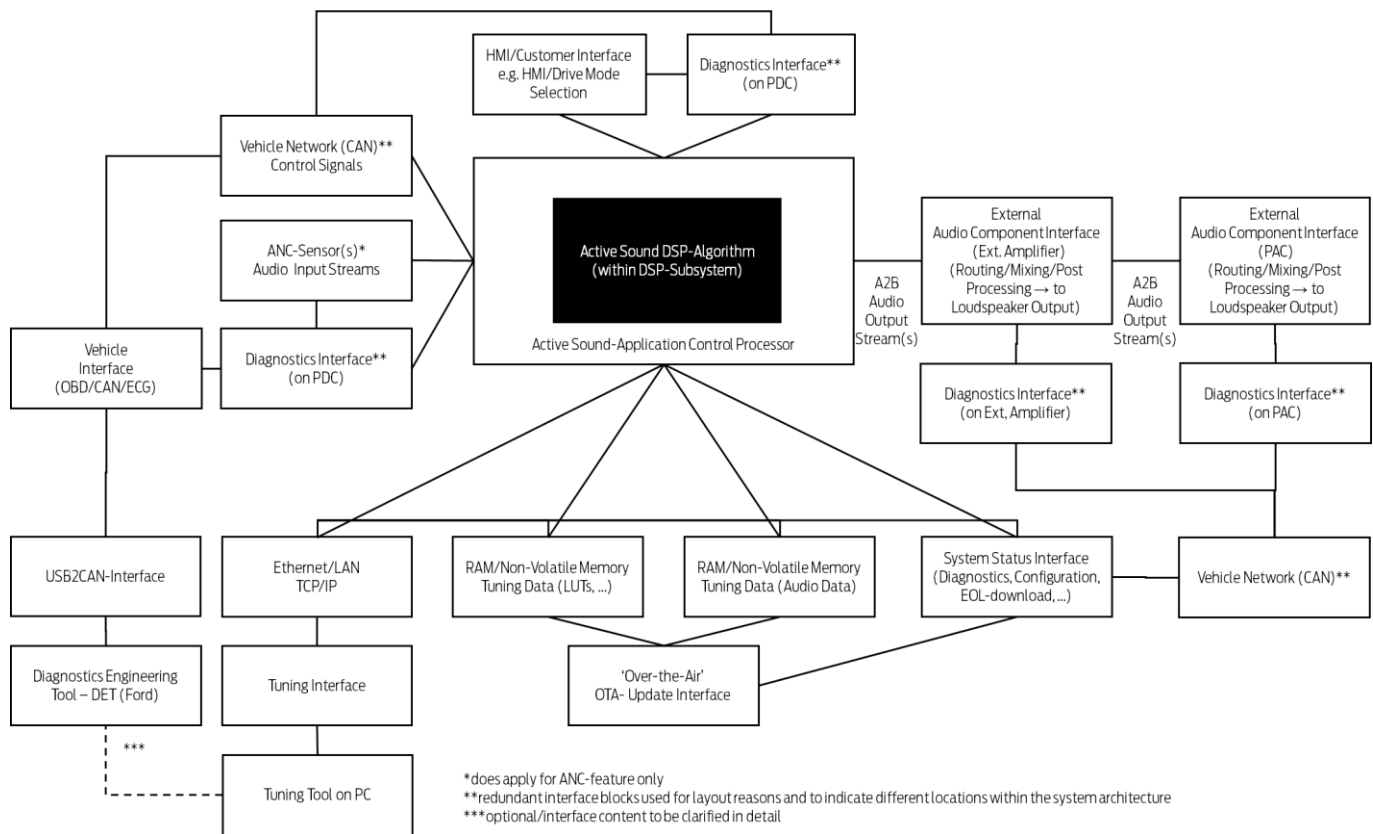 HMI/Customer Interface
e.g. HMI/Drive Mode
Selection
Diagnostics Interface**
(on PDC)
Vehicle Network (CAN)**
Control Signals
ANC-Sensor(s)*
Audio Input Streams
Diagnostics Interface**
(on PDC)
Vehicle
Interface
(OBD/CAN/ECG)
Active Sound DSP-Algorithm
(within DSP-Subsystem)
Active Sound-Application Control Processor
A2B
Audio
Output
Stream(s)
External
Audio Component Interface
(Ext. Amplifier)
(Routing/Mixing/Post
Processing → to
Loudspeaker Output)
A2B
Audio
Output
Stream(s)
External
Audio Component Interface
(PAC)
(Routing/Mixing/Post
Processing → to
Loudspeaker Output)
Diagnostics Interface**
(on Ext, Amplifier)
Diagnostics Interface**
(on PAC)
USB2CAN-Interface
Ethernet/LAN
TCP/IP
RAM/Non-Volatile Memory
Tuning Data (LUTs, ...)
RAM/Non-Volatile Memory
Tuning Data (Audio Data)
System Status Interface
(Diagnostics, Configuration,
EOL-download, ...)
Vehicle Network (CAN)**
Diagnostics Engineering
Tool – DET (Ford)
Tuning Interface
‘Over-the-Air’
OTA- Update Interface
***
Tuning Tool on PC
*does apply for ANC-feature only
**redundant interface blocks used for layout reasons and to indicate different locations within the system architecture
***optional/interface content to be clarified in detail